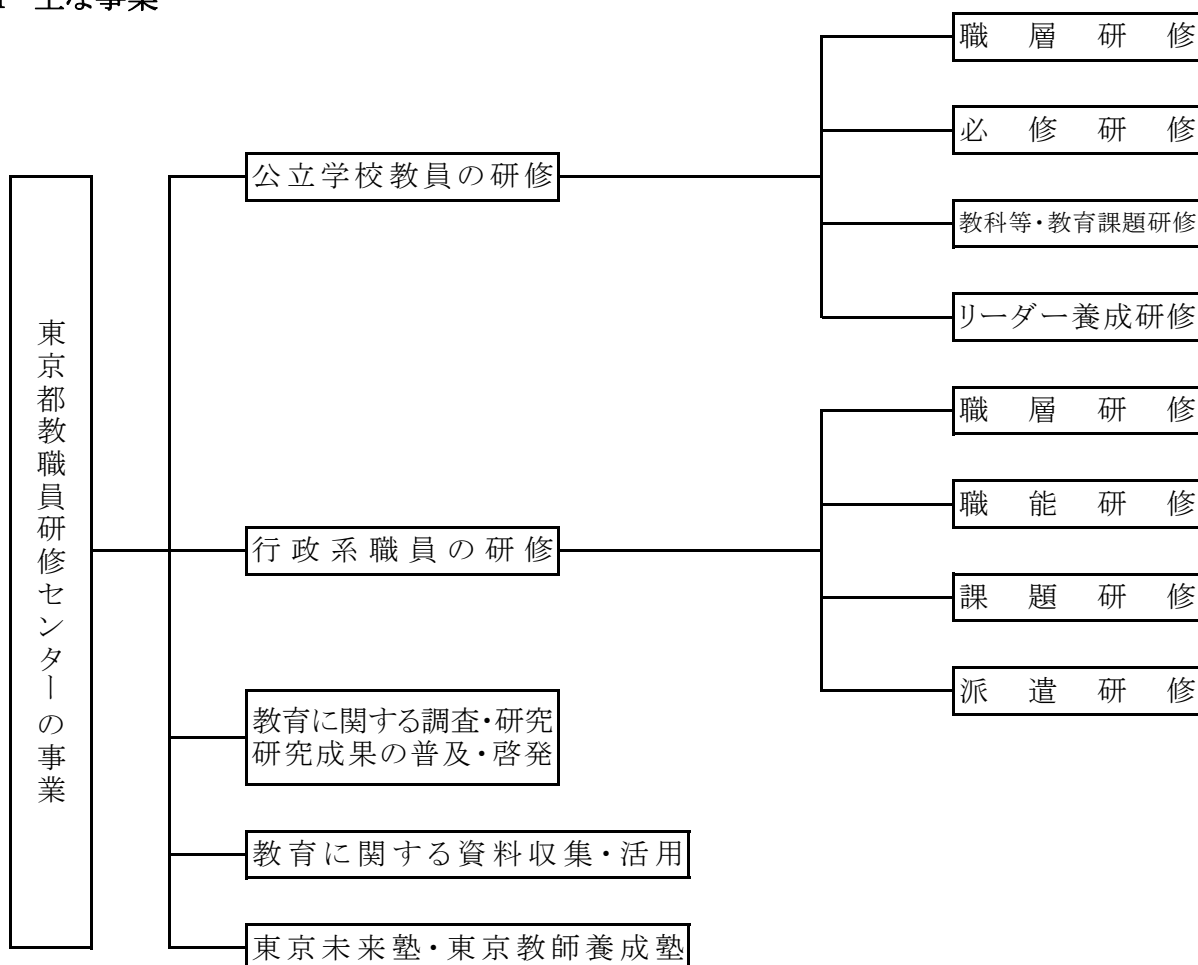 主な事業
東京都教職員研修センターの事業
公立学校教員の研修
職層研修
必修研修
教科等・教育課題研修
リーダー養成研修
行政系職員の研修
職層研修
職能研修
課題研修
派遣研修
教育に関する調査・研究
研究成果の普及・啓発
教育に関する資料収集・活用
東京未来塾・東京教師養成塾